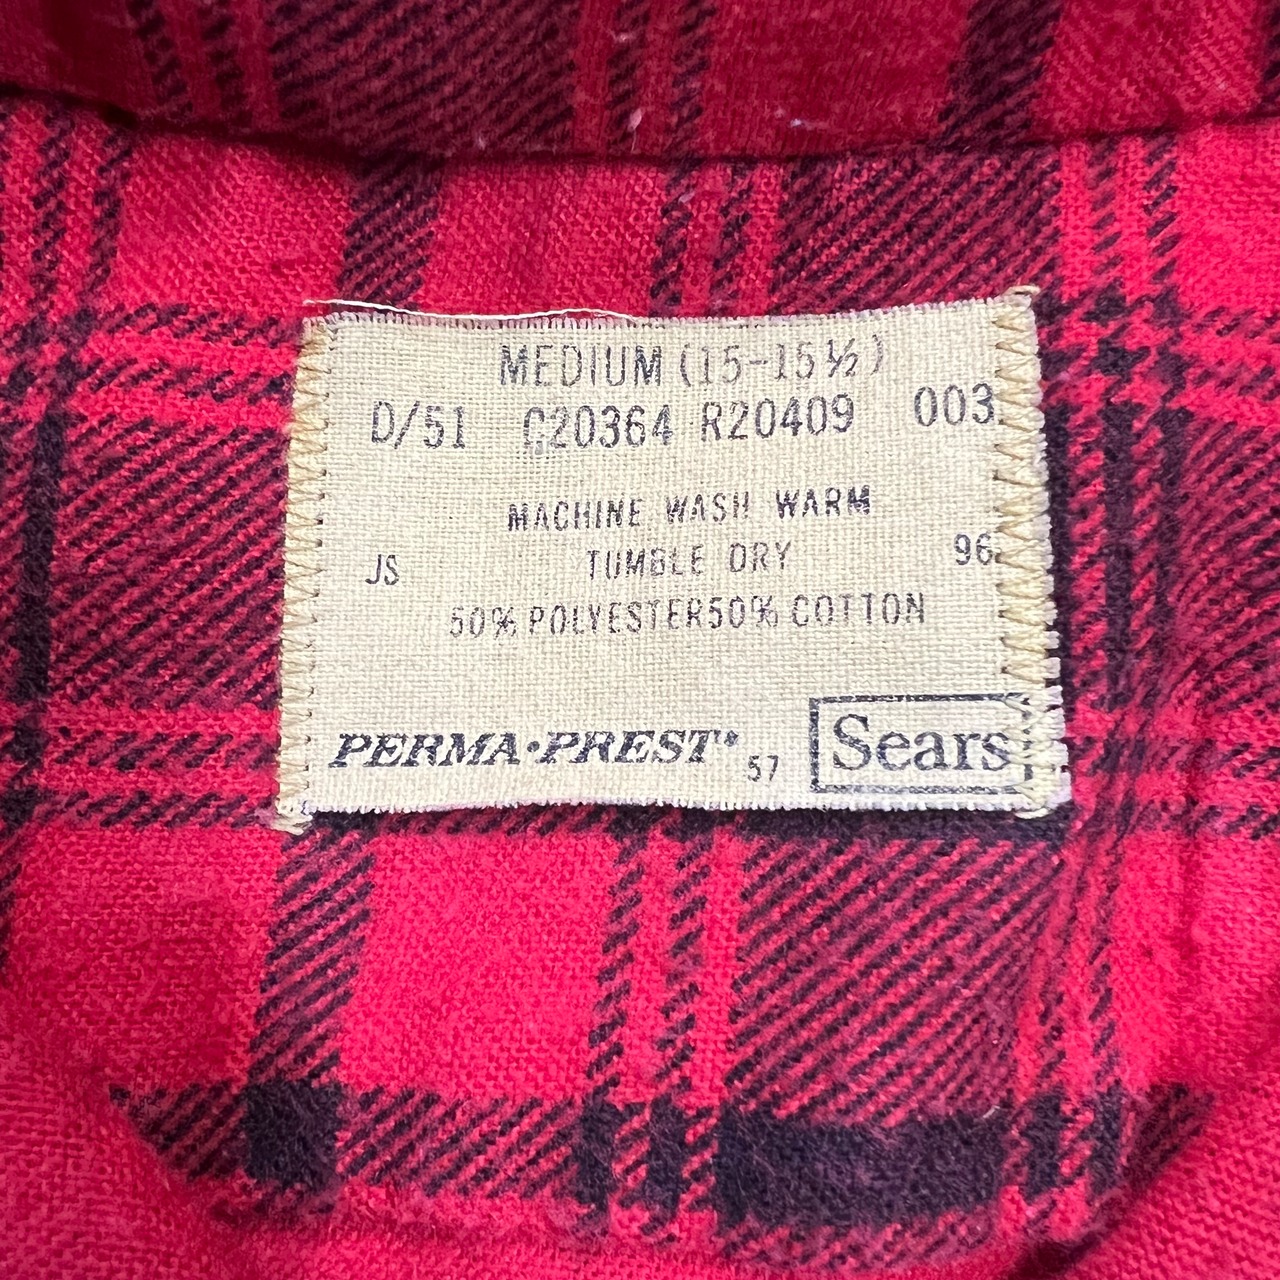 MEDIUM (15-15½)
D/51 C20364 R20409 003
MACHINE WASH WARM
JS TUMBLE DRY 96
50% POLYESTER50% COTTON
PERMA·PREST* 57 Sears